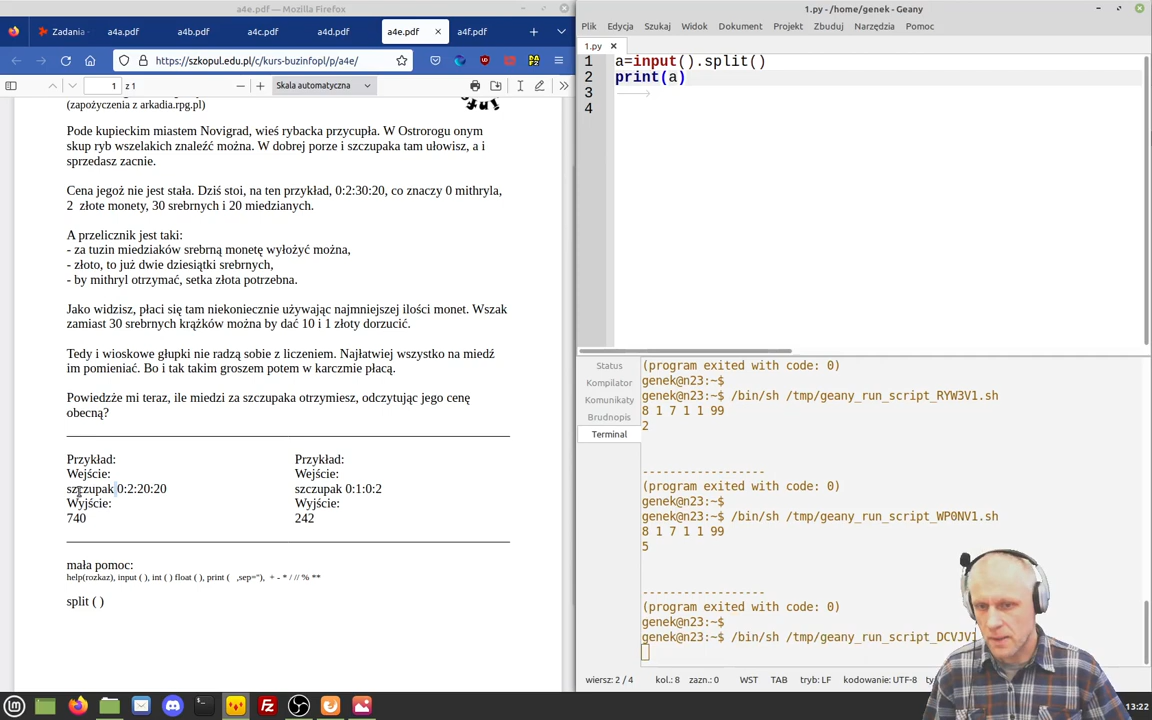 a4e.pdf — Mozilla Firefox
Zadania
a4a.pdf
a4b.pdf
a4c.pdf
a4d.pdf
a4e.pdf
a4f.pdf
https://szkopul.edu.pl/c/kurs-buzinfopl/p/a4e/
1
z 1
Skala automatyczna
(zapożyczenia z arkadia.rpg.pl)
Pode kupieckim miastem Novigrad, wieś rybacka przycupła. W Ostrorogu onym
skup ryb wszelakich znaleźć można. W dobrej porze i szczupaka tam ułowisz, a i
sprzedasz zacnie.
Cena jegoż nie jest stała. Dziś stoi, na ten przykład, 0:2:30:20, co znaczy 0 mithryla,
2 złote monety, 30 srebrnych i 20 miedzianych.
A przelicznik jest taki:
- za tuzin miedziaków srebrną monetę wyłożyć można,
- złoto, to już dwie dziesiątki srebrnych,
- by mithryl otrzymać, setka złota potrzebna.
Jako widzisz, płaci się tam niekoniecznie używając najmniejszej ilości monet. Wszak
zamiast 30 srebrnych krążków można by dać 10 i 1 złoty dorzucić.
Tedy i wioskowe głupki nie radzą sobie z liczeniem. Najłatwiej wszystko na miedź
im pomieniać. Bo i tak takim groszem potem w karczmie płacą.
Powiedzże mi teraz, ile miedzi za szczupaka otrzymiesz, odczytując jego cenę
obecną?
Przykład:
Wejście:
szczupak 0:2:20:20
Wyjście:
740
Przykład:
Wejście:
szczupak 0:1:0:2
Wyjście:
242
mała pomoc:
help(rozkaz), input ( ), int ( ) float ( ), print ( ,sep=''), + - * / // % **
split ( )
1.py - /home/genek - Geany
Plik
Edycja
Szukaj
Widok
Dokument
Projekt
Zbuduj
Narzędzia
Pomoc
1.py
1 a=input().split()
2 print(a)
3
4
Status
Kompilator
Komunikaty
Brudnopis
Terminal
(program exited with code: 0)
genek@n23:~$
genek@n23:~$ /bin/sh /tmp/geany_run_script_RYW3V1.sh
8 1 7 1 1 99
2
------------------
(program exited with code: 0)
genek@n23:~$
genek@n23:~$ /bin/sh /tmp/geany_run_script_WP0NV1.sh
8 1 7 1 1 99
5
------------------
(program exited with code: 0)
genek@n23:~$
genek@n23:~$ /bin/sh /tmp/geany_run_script_DCVJV1
wiersz: 2 / 4
kol.: 8
zazn.: 0
WST
TAB
tryb: LF
kodowanie: UTF-8
13:22